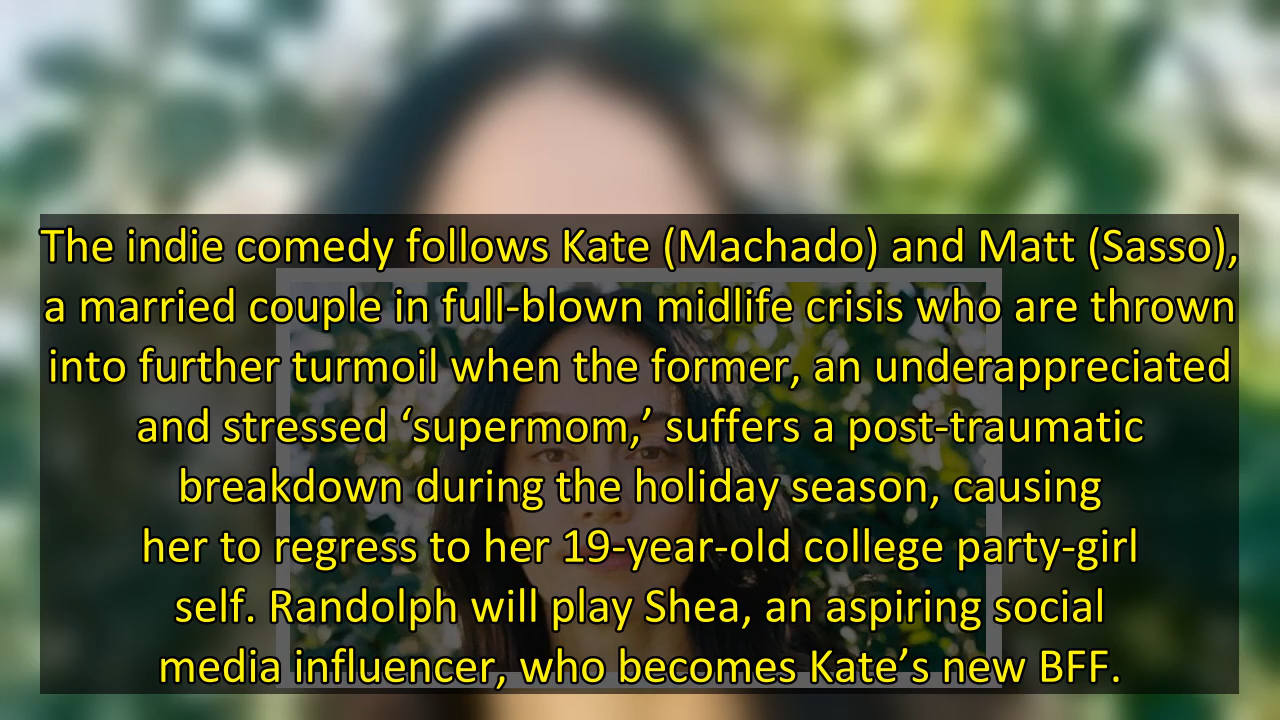 The indie comedy follows Kate (Machado) and Matt (Sasso),
a married couple in full-blown midlife crisis who are thrown
into further turmoil when the former, an underappreciated
and stressed ‘supermom,’ suffers a post-traumatic
breakdown during the holiday season, causing
her to regress to her 19-year-old college party-girl
self. Randolph will play Shea, an aspiring social
media influencer, who becomes Kate’s new BFF.